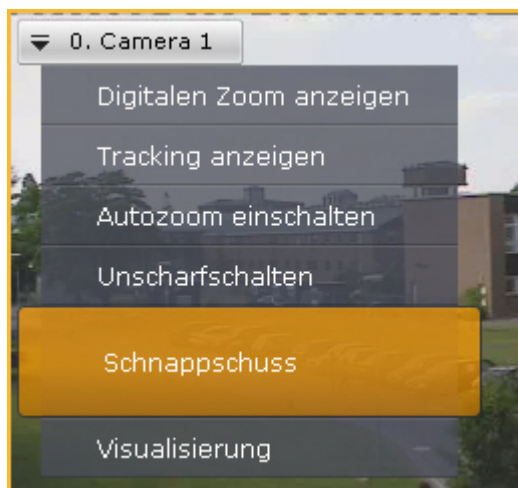 0. Camera 1
Digitalen Zoom anzeigen
Tracking anzeigen
Autozoom einschalten
Unscharfschalten
Schnappschuss
Visualisierung